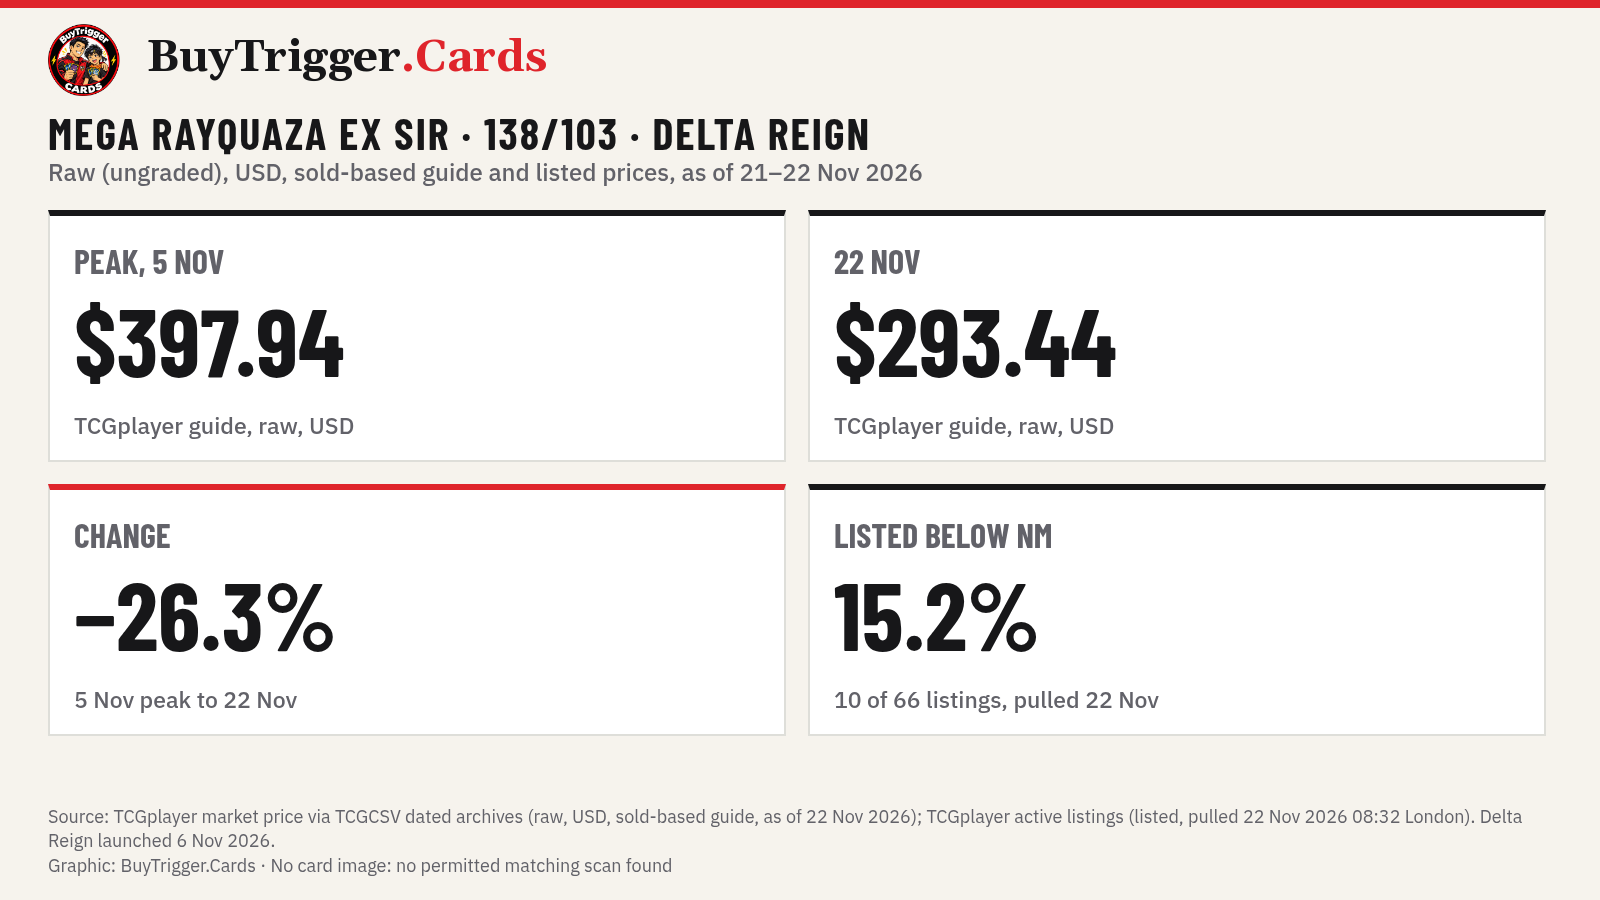 BuyTrigger
CARDS
BuyTrigger.Cards
MEGA RAYQUAZA EX SIR · 138/103 · DELTA REIGN
Raw (ungraded), USD, sold-based guide and listed prices, as of 21–22 Nov 2026
PEAK, 5 NOV
$397.94
TCGplayer guide, raw, USD
22 NOV
$293.44
TCGplayer guide, raw, USD
CHANGE
−26.3%
5 Nov peak to 22 Nov
LISTED BELOW NM
15.2%
10 of 66 listings, pulled 22 Nov
Source: TCGplayer market price via TCGCSV dated archives (raw, USD, sold-based guide, as of 22 Nov 2026); TCGplayer active listings (listed, pulled 22 Nov 2026 08:32 London). Delta
Reign launched 6 Nov 2026.
Graphic: BuyTrigger.Cards · No card image: no permitted matching scan found